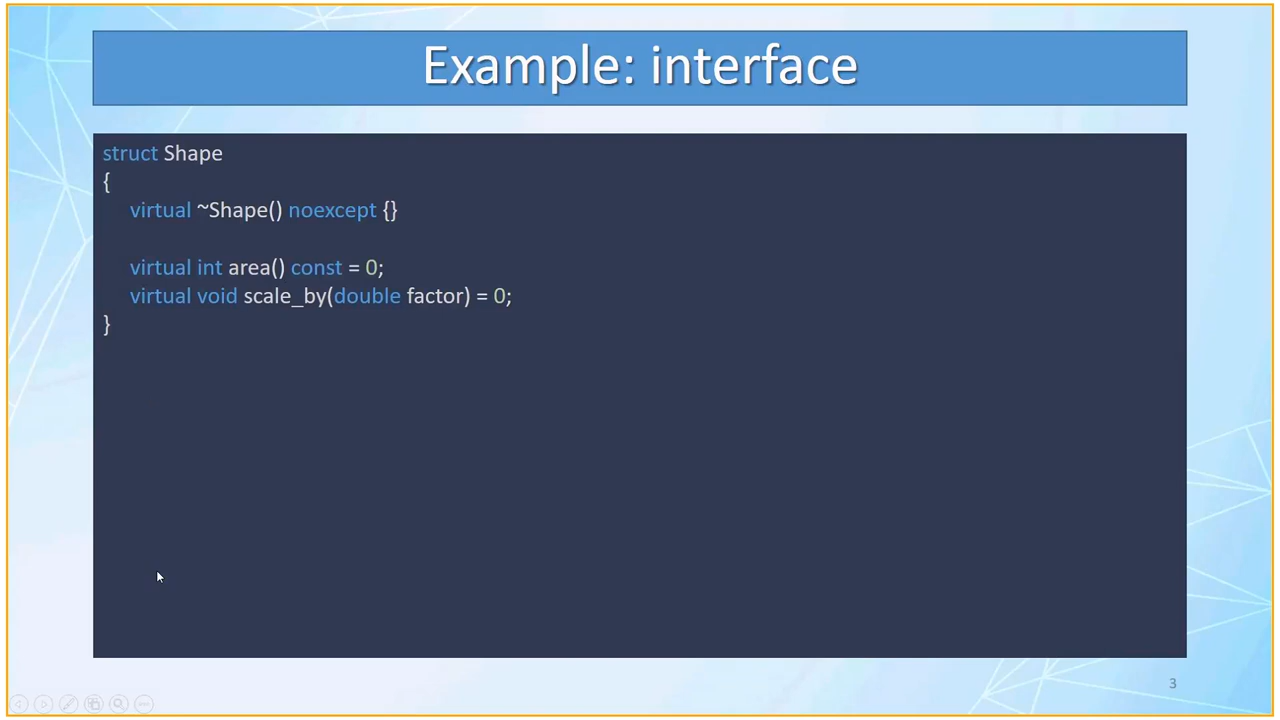 Example: interface
struct Shape
{
virtual ~Shape() noexcept {}
virtual int area() const = 0;
virtual void scale_by(double factor) = 0;
}
3